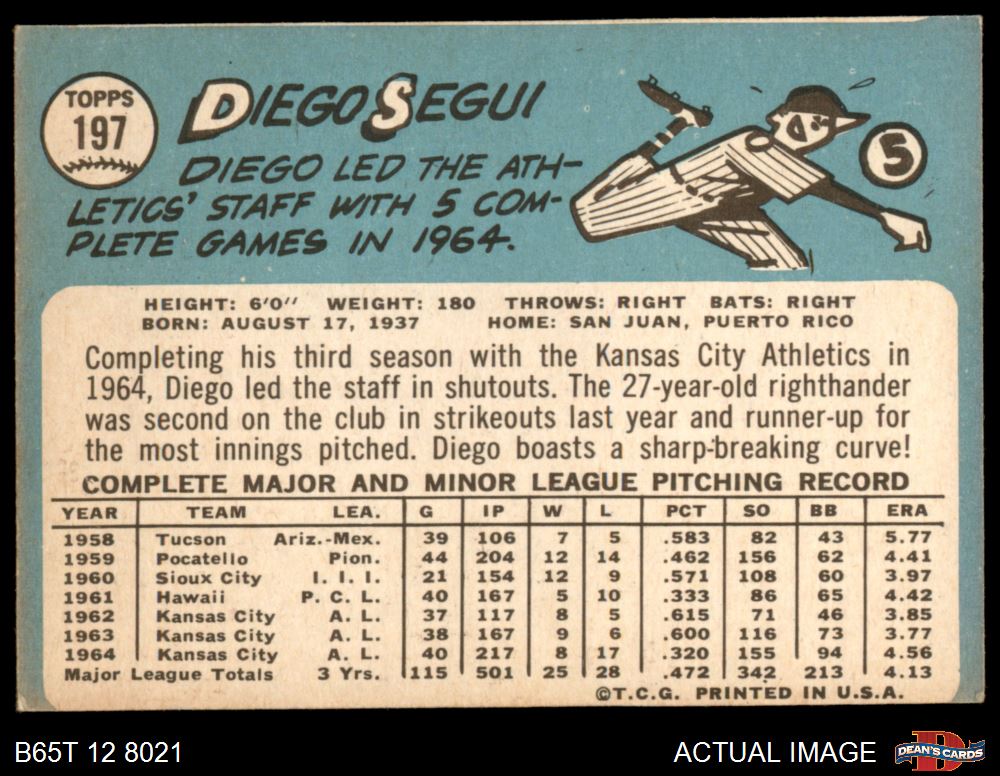 TOPPS
197
DIEGO SEGUI
5
DIEGO LED THE ATH-
LETICS' STAFF WITH 5 COM-
PLETE GAMES IN 1964.
HEIGHT: 6'0" WEIGHT: 180 THROWS: RIGHT BATS: RIGHT
BORN: AUGUST 17, 1937 HOME: SAN JUAN, PUERTO RICO
Completing his third season with the Kansas City Athletics in
1964, Diego led the staff in shutouts. The 27-year-old righthander
was second on the club in strikeouts last year and runner-up for
the most innings pitched. Diego boasts a sharp-breaking curve!
COMPLETE MAJOR AND MINOR LEAGUE PITCHING RECORD
YEAR TEAM LEA. G IP W L PCT SO BB ERA
1958 Tucson Ariz.-Mex. 39 106 7 5 .583 82 43 5.77
1959 Pocatello Pion. 44 204 12 14 .462 156 62 4.41
1960 Sioux City I. I. I. 21 154 12 9 .571 108 60 3.97
1961 Hawaii P. C. L. 40 167 5 10 .333 86 65 4.42
1962 Kansas City A. L. 37 117 8 5 .615 71 46 3.85
1963 Kansas City A. L. 38 167 9 6 .600 116 73 3.77
1964 Kansas City A. L. 40 217 8 17 .320 155 94 4.56
Major League Totals 3 Yrs. 115 501 25 28 .472 342 213 4.13
©T.C.G. PRINTED IN U.S.A.
B65T 12 8021
ACTUAL IMAGE
D
DEAN'S CARDS